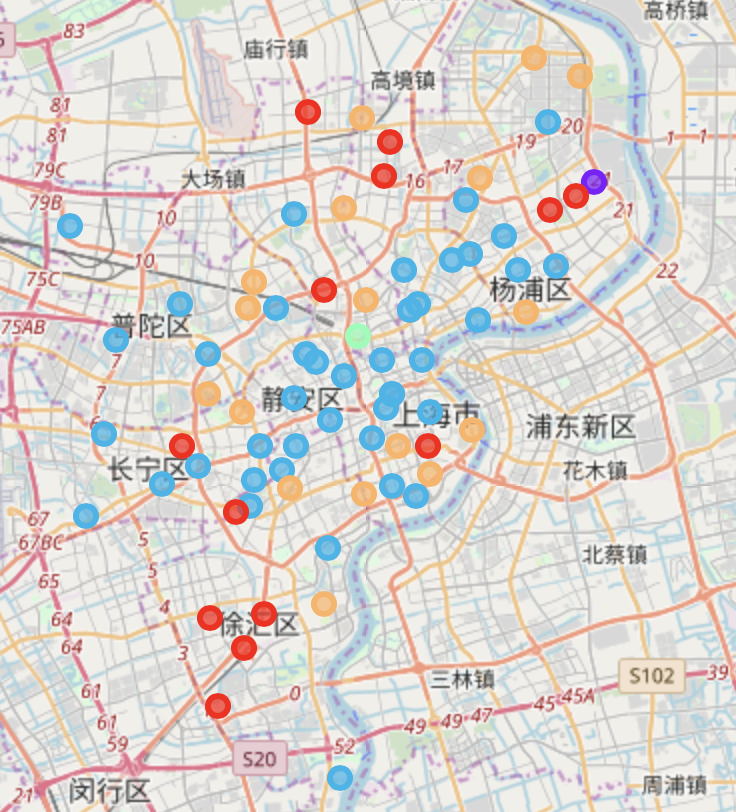 高桥镇
83
庙行镇
高境镇
81
81
20
19
1
1
79C
大场镇
17
16
79B
10
21
10
22
75C
杨浦区
75AB
普陀区
7
7
静安区
上海市
浦东新区
6
长宁区
花木镇
67
67BC
5
北蔡镇
65
5
4
64
徐汇区
64
3
三林镇
S102
39
61
0
45A
45
61
47
49
49
59
52
S20
闵行区
周浦镇
21